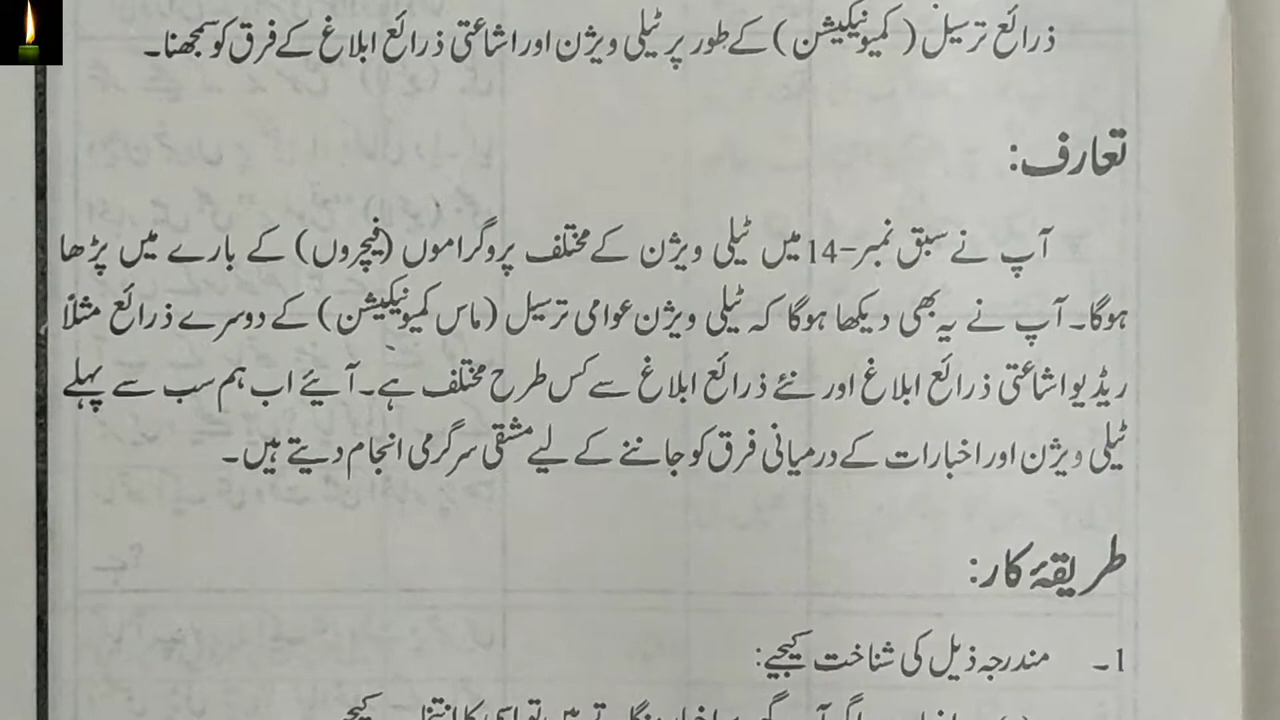 ذرائع ترسیل (کمیونیکیشن) کے طور پر ٹیلی ویژن اور اشاعتی ذرائع ابلاغ کے فرق کو سمجھنا۔
تعارف:
آپ نے سبق نمبر–14 میں ٹیلی ویژن کے مختلف پروگراموں (فیچروں) کے بارے میں پڑھا
ہوگا۔ آپ نے یہ بھی دیکھا ہوگا کہ ٹیلی ویژن عوامی ترسیل (ماس کمیونیکیشن) کے دوسرے ذرائع مثلاً
ریڈیو اشاعتی ذرائع ابلاغ اور نئے ذرائع ابلاغ سے کس طرح مختلف ہے۔ آیئے اب ہم سب سے پہلے
ٹیلی ویژن اور اخبارات کے درمیانی فرق کو جاننے کے لیے مشقی سرگرمی انجام دیتے ہیں۔
طریقۂ کار:
1۔ مندرجہ ذیل کی شناخت کیجیے: